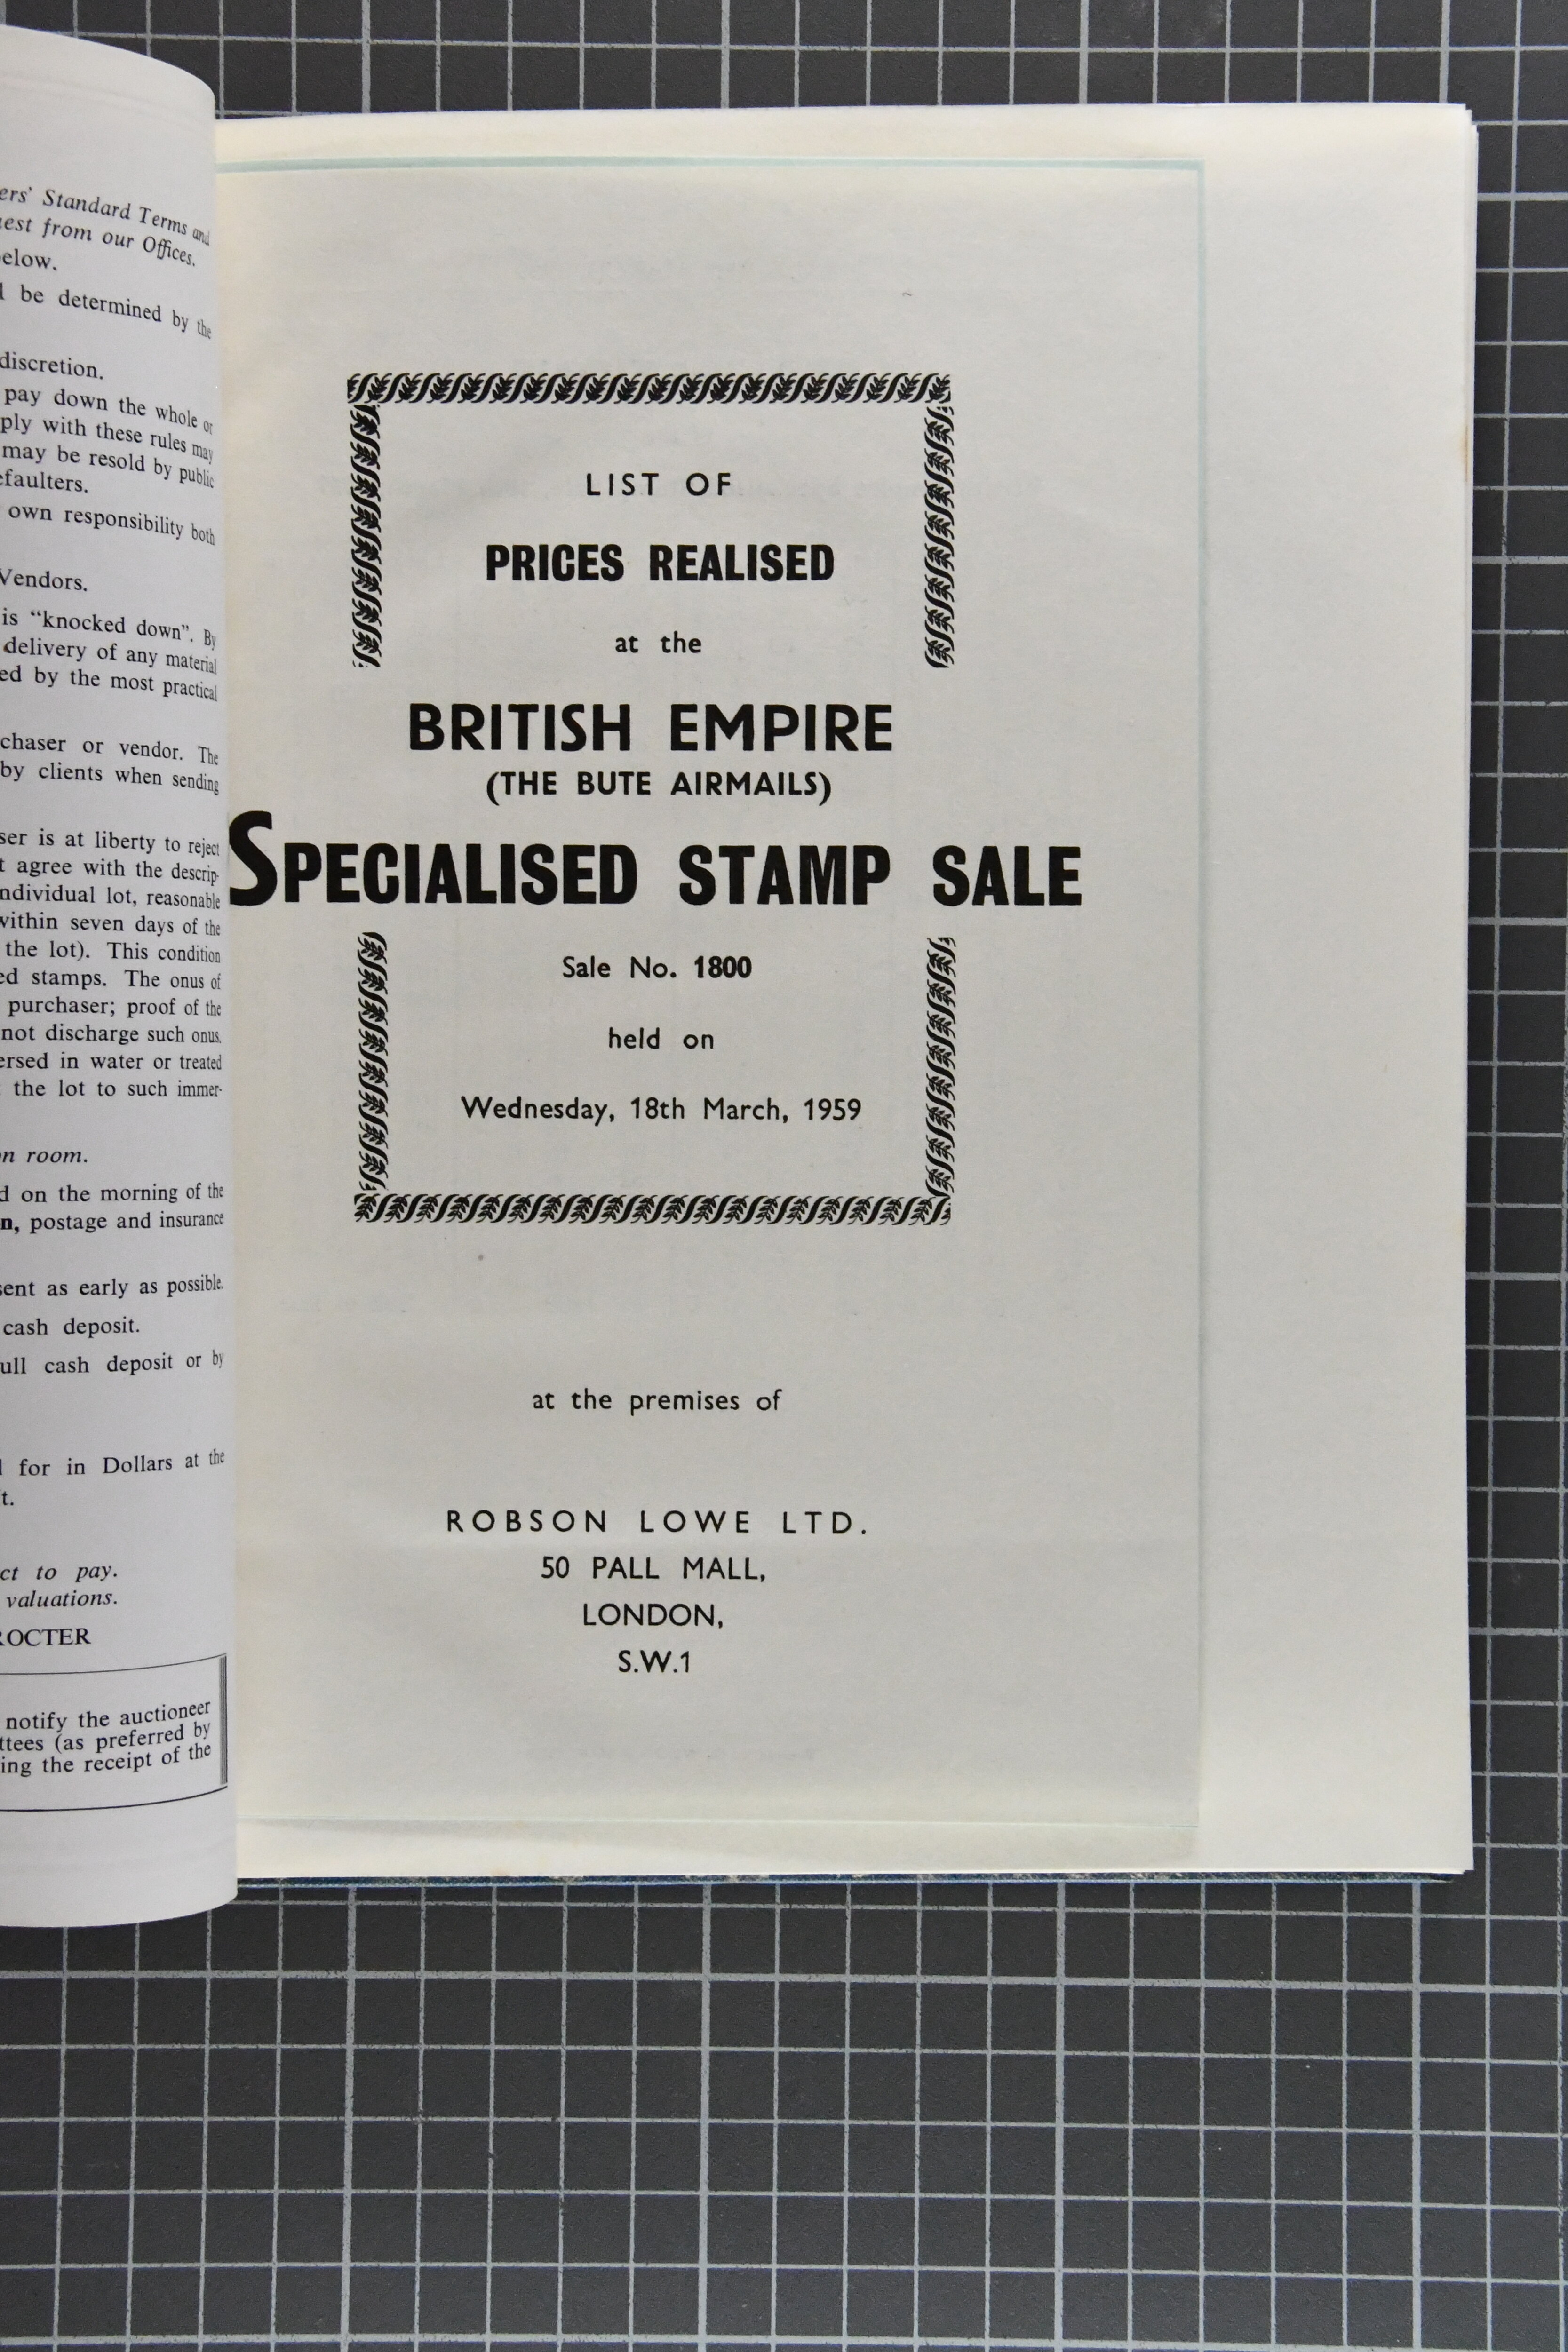 ers' Standard Terms and
uest from our Offices.
below.
l be determined by the
discretion.
pay down the whole or
ply with these rules may
may be resold by public
efaulters.
own responsibility both
Vendors.
is “knocked down”. By
delivery of any material
ed by the most practical
chaser or vendor. The
by clients when sending
ser is at liberty to reject
t agree with the descrip-
ndividual lot, reasonable
within seven days of the
the lot). This condition
ed stamps. The onus of
purchaser; proof of the
not discharge such onus.
ersed in water or treated
the lot to such immer-
on room.
d on the morning of the
n, postage and insurance
sent as early as possible.
cash deposit.
ull cash deposit or by
l for in Dollars at the
t.
ct to pay.
valuations.
ROCTER
notify the auctioneer
ttees (as preferred by
ing the receipt of the
LIST OF
PRICES REALISED
at the
BRITISH EMPIRE
(THE BUTE AIRMAILS)
SPECIALISED STAMP SALE
Sale No. 1800
held on
Wednesday, 18th March, 1959
at the premises of
ROBSON LOWE LTD.
50 PALL MALL,
LONDON,
S.W.1